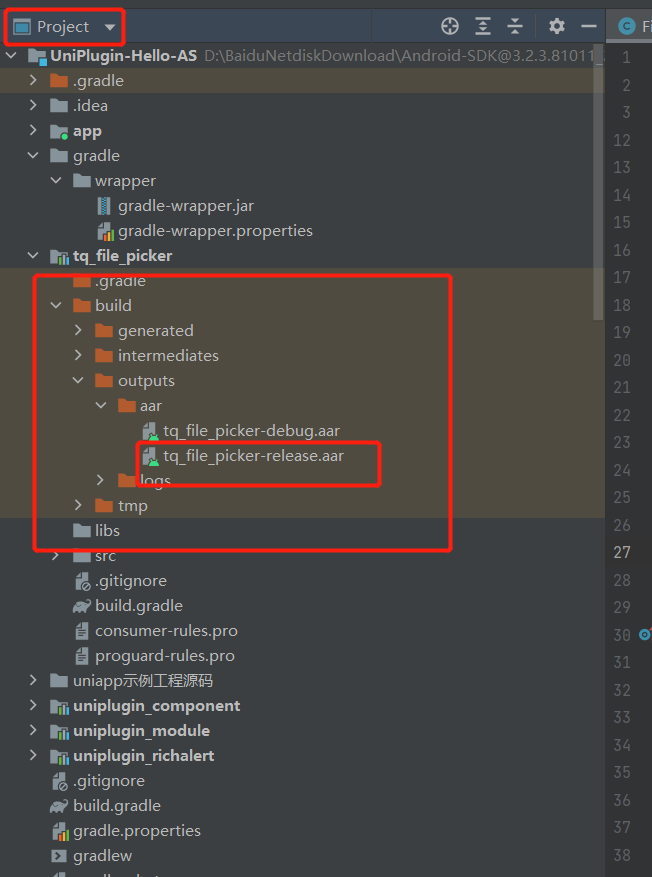 Project
Fi
UniPlugin-Hello-AS D:\BaiduNetdiskDownload\Android-SDK@3.2.3.81011_
.gradle
.idea
app
gradle
wrapper
gradle-wrapper.jar
gradle-wrapper.properties
tq_file_picker
.gradle
build
generated
intermediates
outputs
aar
tq_file_picker-debug.aar
tq_file_picker-release.aar
logs
tmp
libs
src
.gitignore
build.gradle
consumer-rules.pro
proguard-rules.pro
uniapp示例工程源码
uniplugin_component
uniplugin_module
uniplugin_richalert
.gitignore
build.gradle
gradle.properties
gradlew
1
2
3
12
13
14
15
16
17
18
19
20
21
22
23
24
25
26
27
28
29
30
31
32
33
34
35
36
37
38